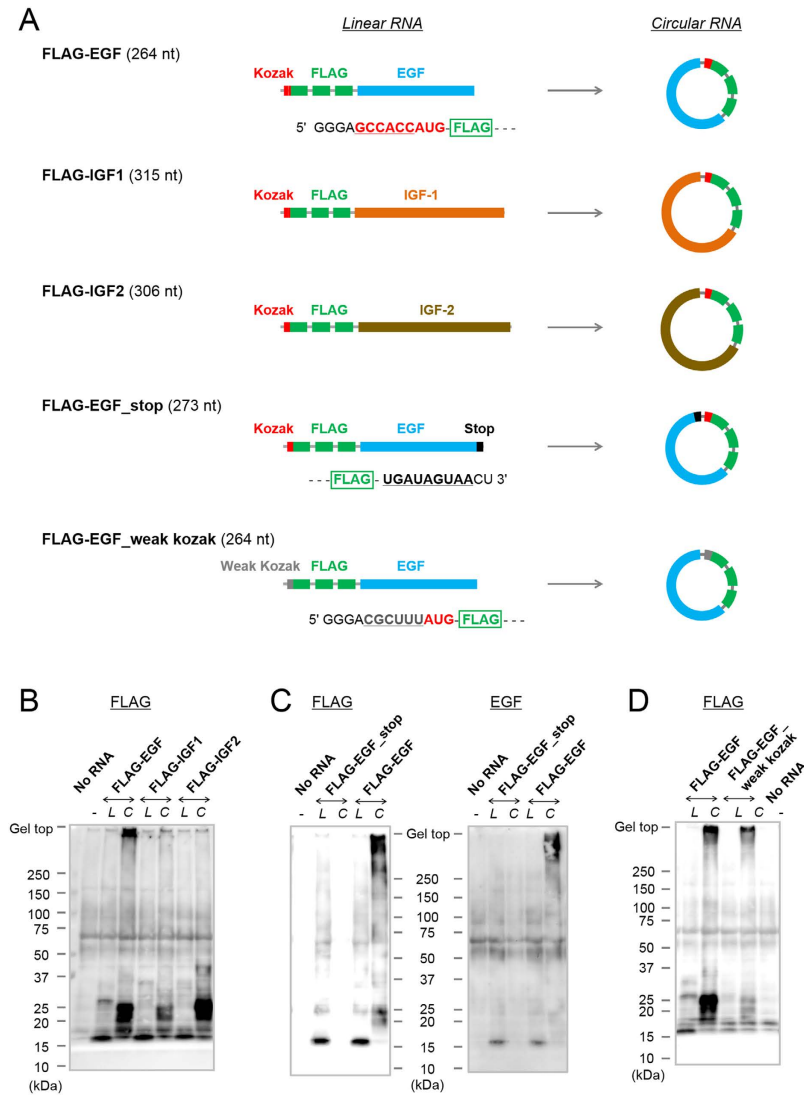 A
Linear RNA
Circular RNA
FLAG-EGF (264 nt)
Kozak FLAG EGF
5' GGGAGCCACCAUG-FLAG- - - -
FLAG-IGF1 (315 nt)
Kozak FLAG IGF-1
FLAG-IGF2 (306 nt)
Kozak FLAG IGF-2
FLAG-EGF_stop (273 nt)
Kozak FLAG EGF Stop
- - - FLAG - UGAUAGUAACU 3'
FLAG-EGF_weak kozak (264 nt)
Weak Kozak FLAG EGF
5' GGGACGCUUUAUG-FLAG- - - -
B
FLAG
No RNA
FLAG-EGF
FLAG-IGF1
FLAG-IGF2
- L C L C L C
Gel top
250
150
100
75
50
37
25
20
15
10
(kDa)
C
FLAG
No RNA
FLAG-EGF_stop
FLAG-EGF
- L C L C
EGF
No RNA
FLAG-EGF_stop
FLAG-EGF
- L C L C
Gel top
250
150
100
75
50
37
25
20
15
10
(kDa)
D
FLAG
FLAG-EGF
FLAG-EGF_
weak kozak
No RNA
L C L C -
Gel top
250
150
100
75
50
37
25
20
15
10
(kDa)